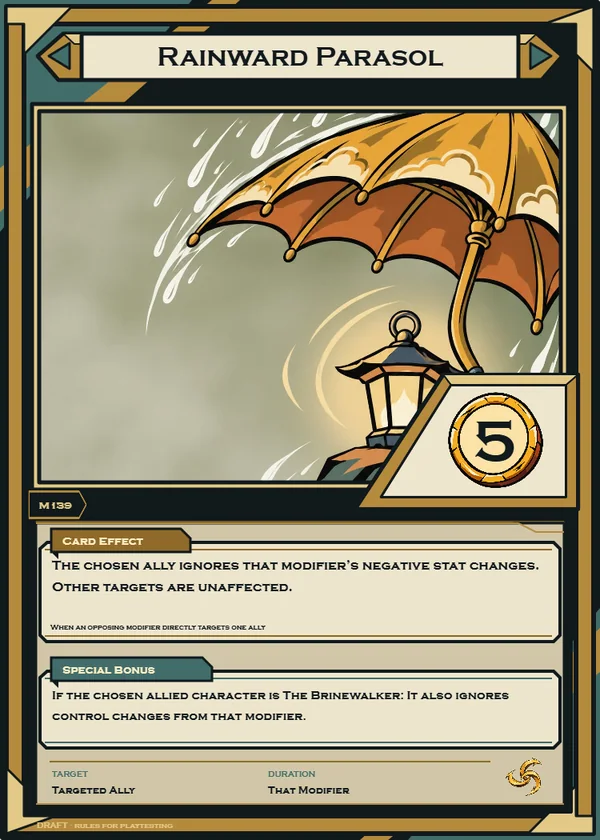 Rainward Parasol
5
M139
Card Effect
The chosen ally ignores that modifier's negative stat changes.
Other targets are unaffected.
When an opposing modifier directly targets one ally
Special Bonus
If the chosen allied character is The Brinewalker: It also ignores
control changes from that modifier.
Target
Duration
Targeted Ally
That Modifier
DRAFT · Rules for playtesting